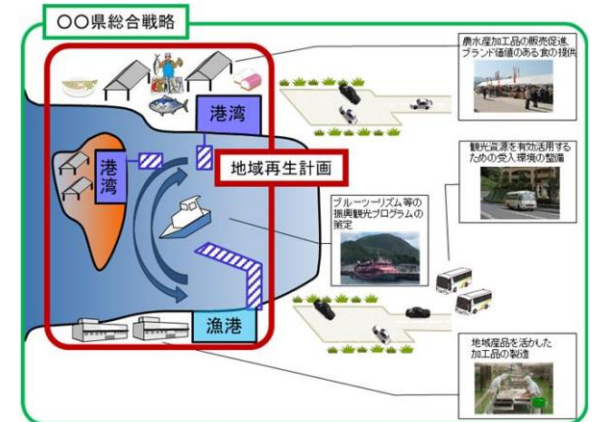 〇〇県総合戦略
農水産加工品の販売促進、
ブランド価値のある食の提供
港湾
港
湾
地域再生計画
観光資源を有効活用する
ための受入環境の整備
ブルーツーリズム等の
振興観光プログラムの
策定
漁港
地域産品を活かした
加工品の製造